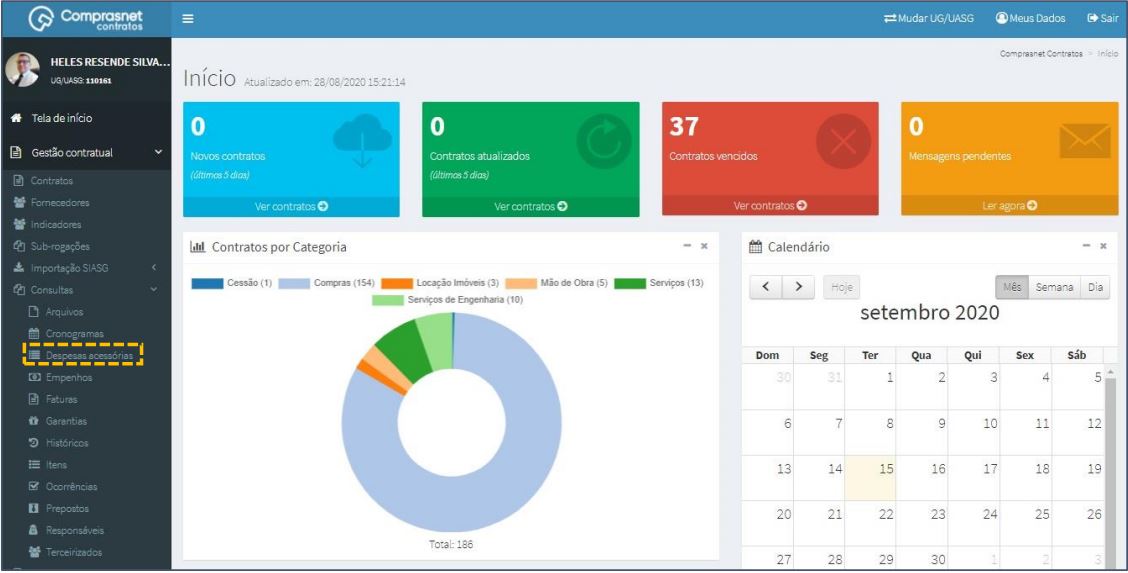 Comprasnet
contratos
Mudar UG/UASG
Meus Dados
Sair
HELES RESENDE SILVA...
UG/UASG: 110161
Comprasnet Contratos > Início
Início Atualizado em: 28/08/2020 15:21:14
Tela de início
Gestão contratual
Contratos
Fornecedores
Indicadores
Sub-rogações
Importação SIASG
Consultas
Arquivos
Cronogramas
Despesas acessórias
Empenhos
Faturas
Garantias
Históricos
Itens
Ocorrências
Prepostos
Responsáveis
Terceirizados
0
Novos contratos
(últimos 5 dias)
Ver contratos
0
Contratos atualizados
(últimos 5 dias)
Ver contratos
37
Contratos vencidos
Ver contratos
0
Mensagens pendentes
Ler agora
Contratos por Categoria
Cessão (1) Compras (154) Locação Imóveis (3) Mão de Obra (5) Serviços (13)
Serviços de Engenharia (10)
Total: 186
Calendário
Hoje Mês Semana Dia
setembro 2020
Dom Seg Ter Qua Qui Sex Sáb
30 31 1 2 3 4 5
6 7 8 9 10 11 12
13 14 15 16 17 18 19
20 21 22 23 24 25 26
27 28 29 30 1 2 3